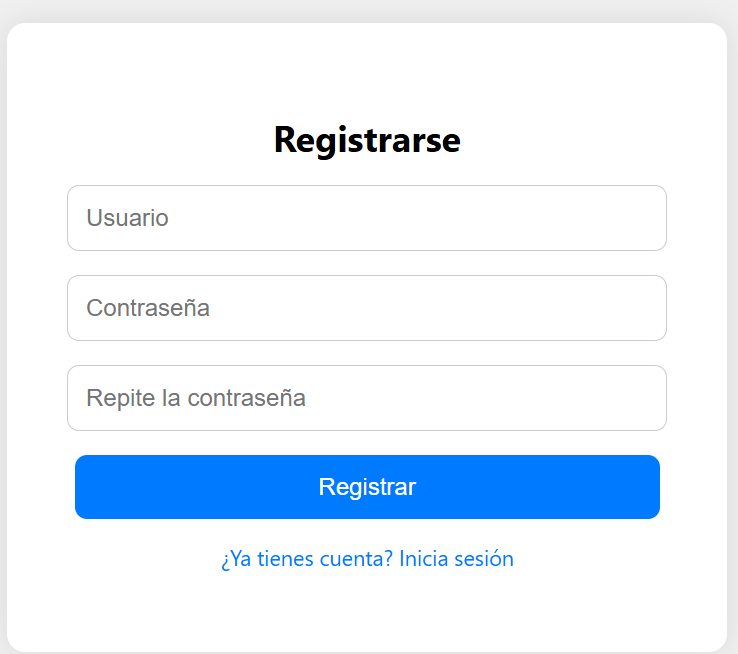 Registrarse
Usuario
Contraseña
Repite la contraseña
Registrar
¿Ya tienes cuenta? Inicia sesión